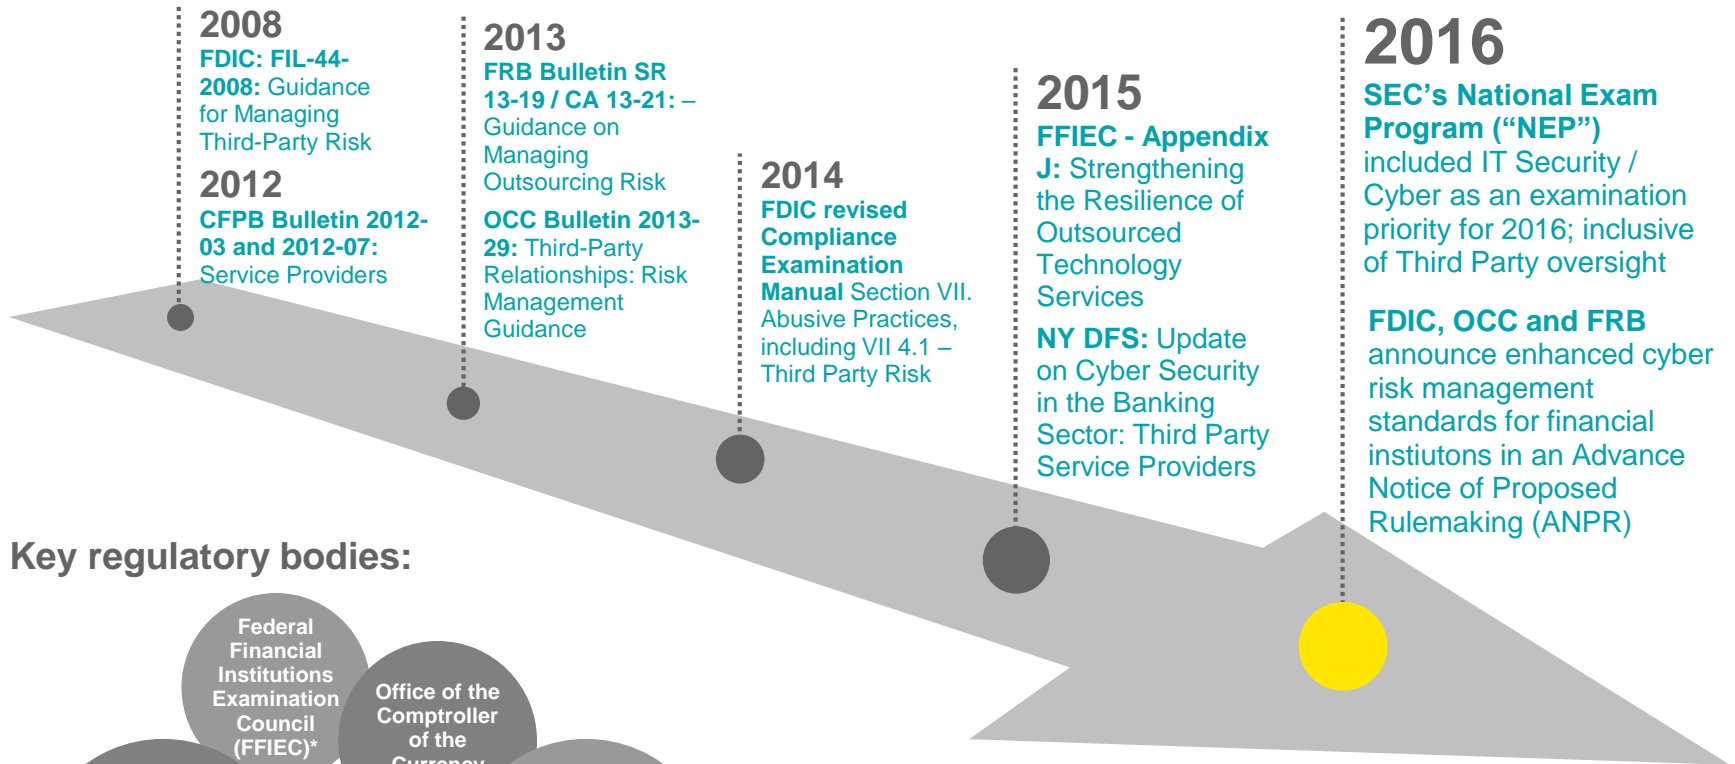 2008
FDIC: FIL-44-
2008: Guidance
for Managing
Third-Party Risk
2012
CFPB Bulletin 2012-
03 and 2012-07:
Service Providers
2013
FRB Bulletin SR
13-19 / CA 13-21: –
Guidance on
Managing
Outsourcing Risk
OCC Bulletin 2013-
29: Third-Party
Relationships: Risk
Management
Guidance
2014
FDIC revised
Compliance
Examination
Manual Section VII.
Abusive Practices,
including VII 4.1 –
Third Party Risk
2015
FFIEC - Appendix
J: Strengthening
the Resilience of
Outsourced
Technology
Services
NY DFS: Update
on Cyber Security
in the Banking
Sector: Third Party
Service Providers
2016
SEC’s National Exam
Program (“NEP”)
included IT Security /
Cyber as an examination
priority for 2016; inclusive
of Third Party oversight
FDIC, OCC and FRB
announce enhanced cyber
risk management
standards for financial
instiutons in an Advance
Notice of Proposed
Rulemaking (ANPR)
Key regulatory bodies:
Federal
Financial
Institutions
Examination
Council
(FFIEC)*
Office of the
Comptroller
of the
Currency